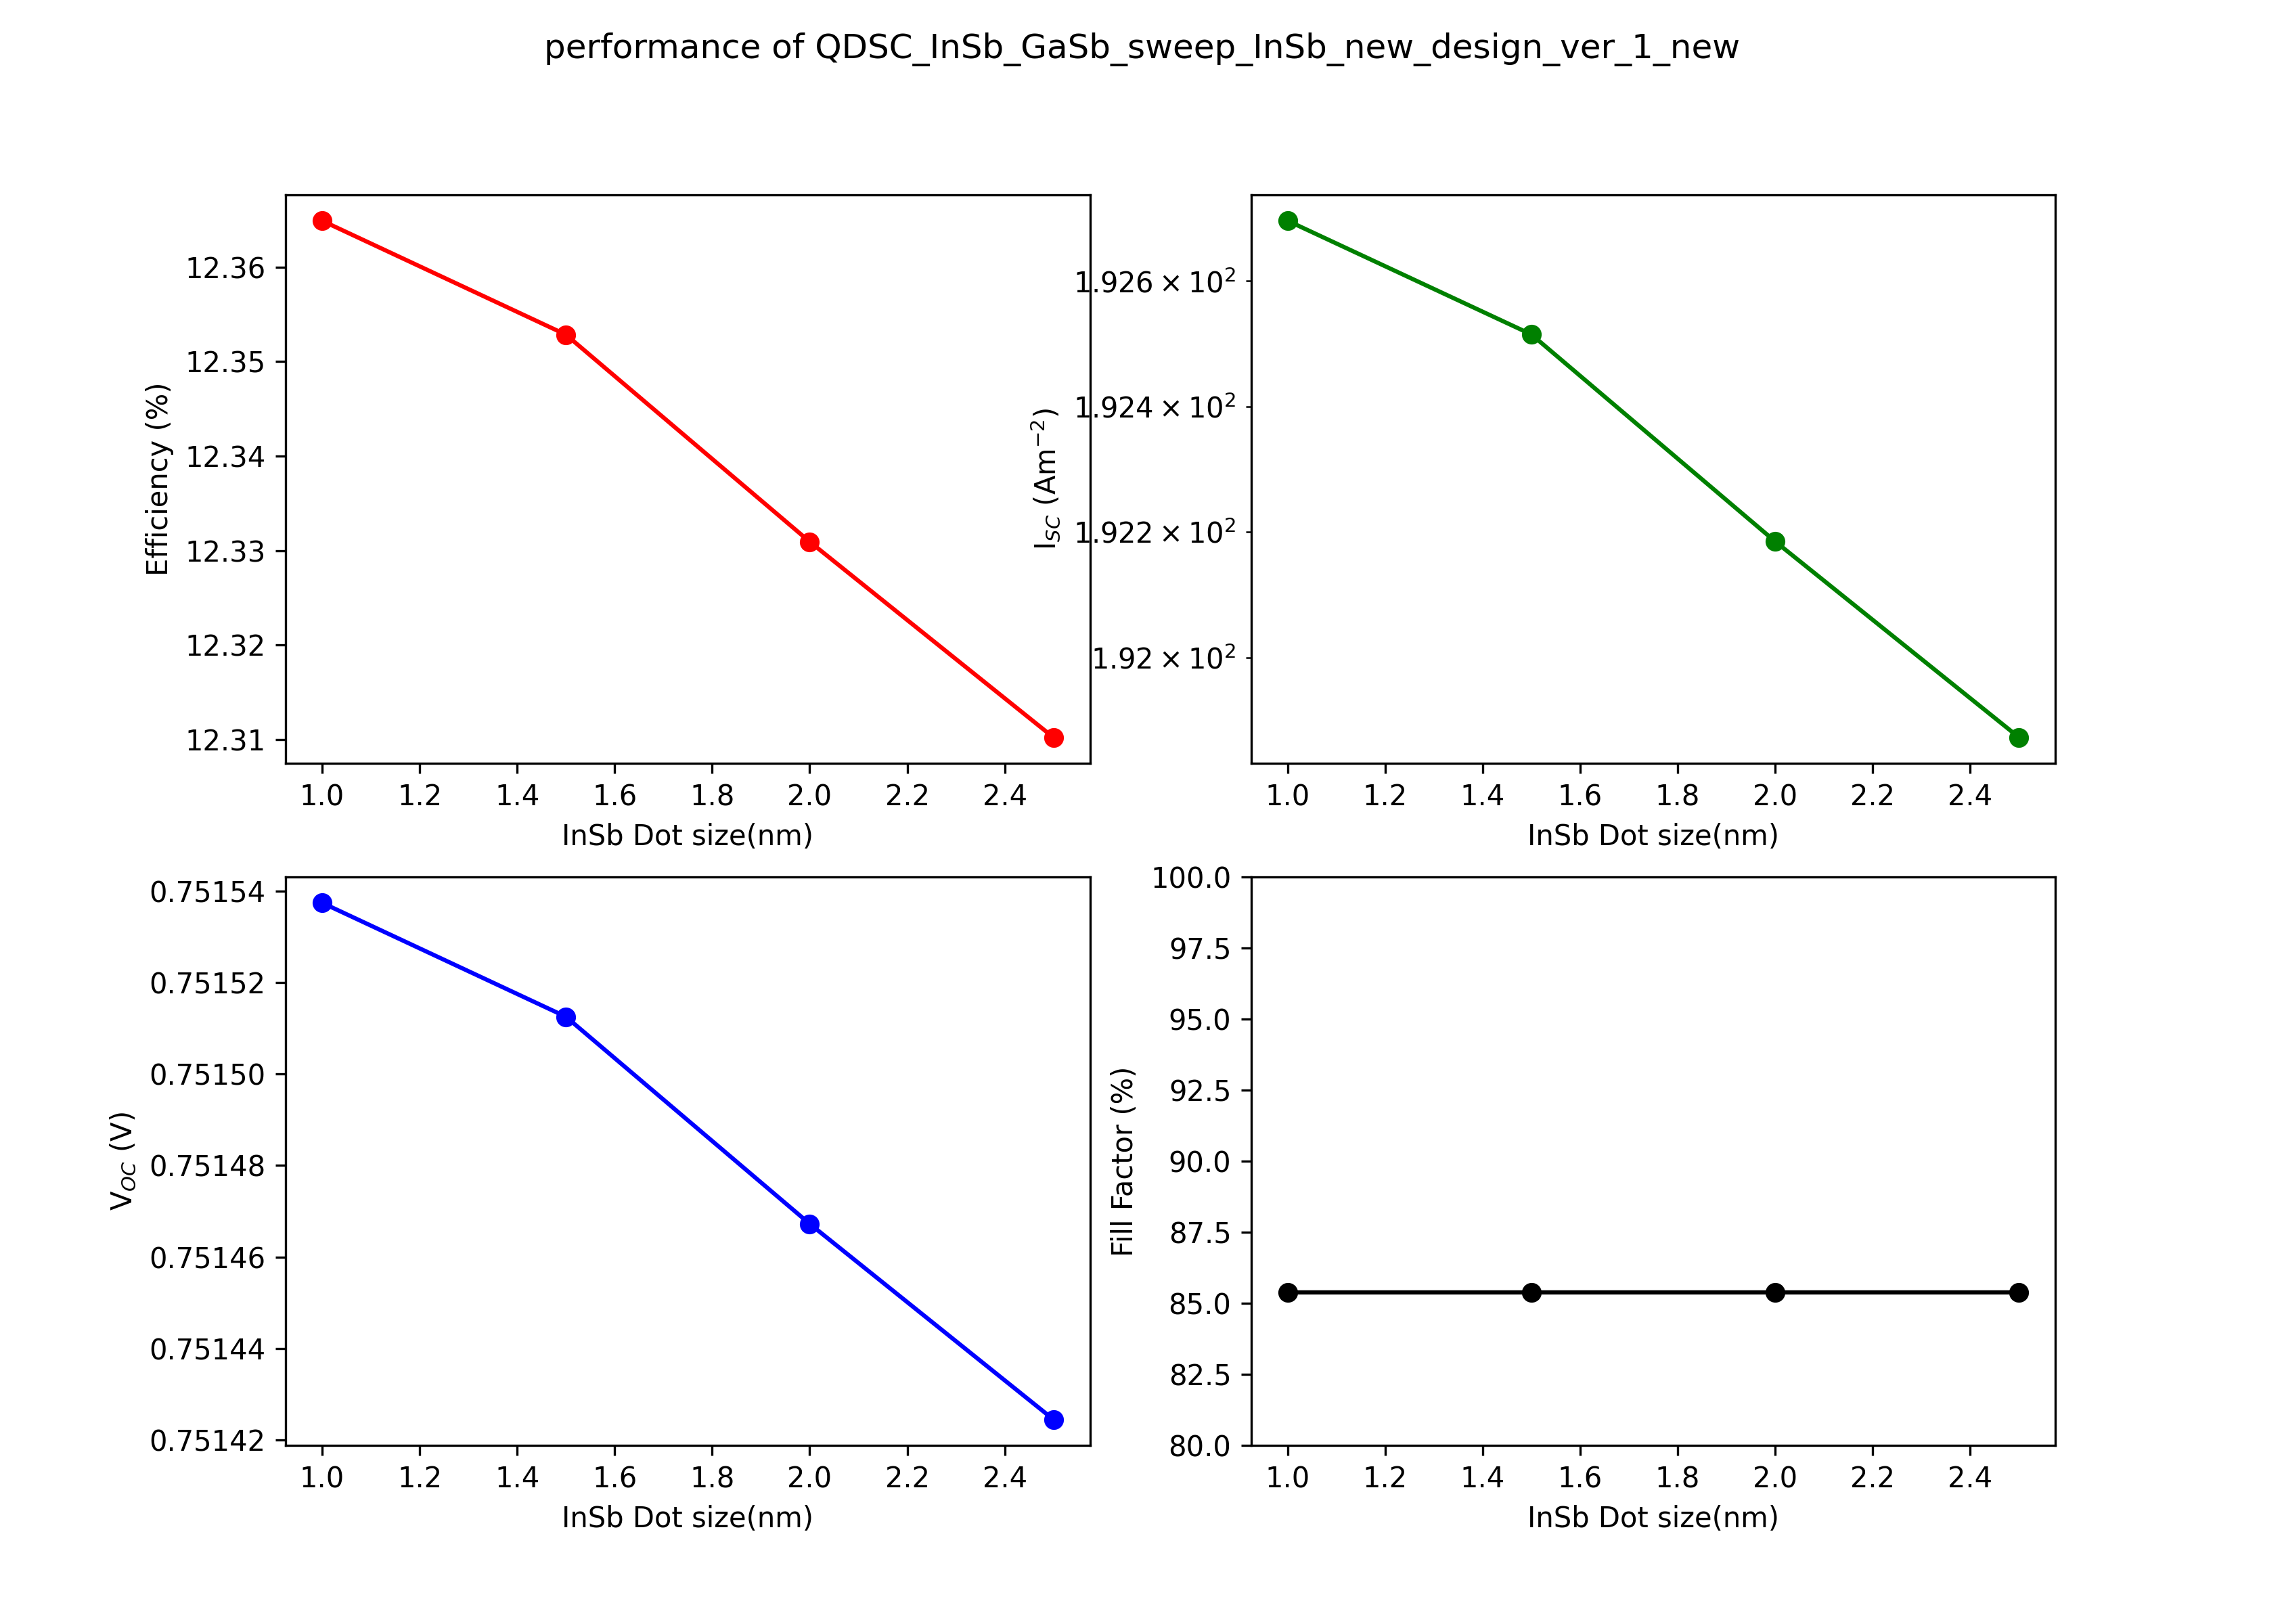 performance of QDSC_InSb_GaSb_sweep_InSb_new_design_ver_1_new
Efficiency (%)
12.36
12.35
12.34
12.33
12.32
12.31
1.0 1.2 1.4 1.6 1.8 2.0 2.2 2.4
InSb Dot size(nm)
I_SC (Am⁻²)
1.926 × 10²
1.924 × 10²
1.922 × 10²
1.92 × 10²
1.0 1.2 1.4 1.6 1.8 2.0 2.2 2.4
InSb Dot size(nm)
V_OC (V)
0.75154
0.75152
0.75150
0.75148
0.75146
0.75144
0.75142
1.0 1.2 1.4 1.6 1.8 2.0 2.2 2.4
InSb Dot size(nm)
Fill Factor (%)
100.0
97.5
95.0
92.5
90.0
87.5
85.0
82.5
80.0
1.0 1.2 1.4 1.6 1.8 2.0 2.2 2.4
InSb Dot size(nm)